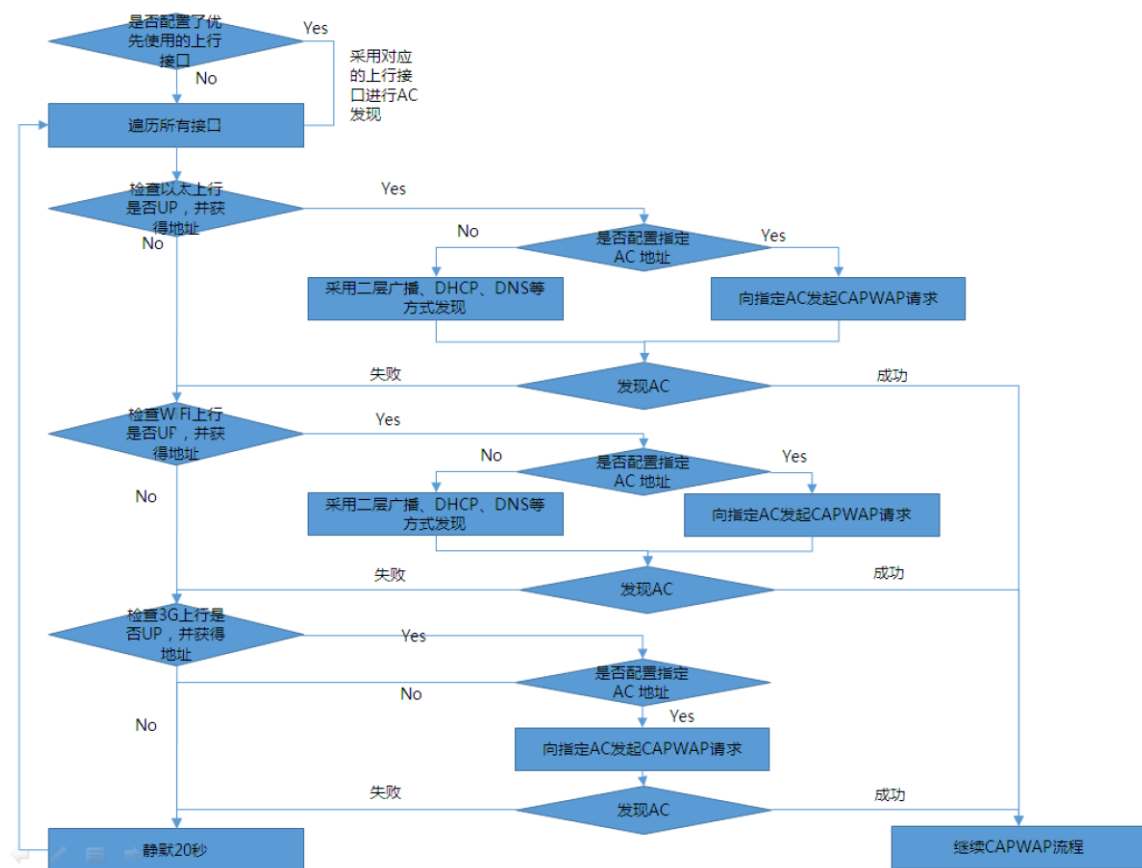 是否配置了优
先使用的上行
接口
Yes
采用对应
的上行接
口进行AC
发现
No
遍历所有接口
检查以太上行
是否UP，并获
得地址
Yes
No
是否配置指定
AC 地址
No
Yes
采用二层广播、DHCP、DNS等
方式发现
向指定AC发起CAPWAP请求
失败
发现AC
成功
检查WiFi上行
是否UP，并获
得地址
Yes
No
是否配置指定
AC 地址
No
Yes
采用二层广播、DHCP、DNS等
方式发现
向指定AC发起CAPWAP请求
失败
发现AC
成功
检查3G上行是
否UP，并获得
地址
Yes
No
是否配置指定
AC 地址
No
Yes
向指定AC发起CAPWAP请求
失败
发现AC
成功
静默20秒
继续CAPWAP流程